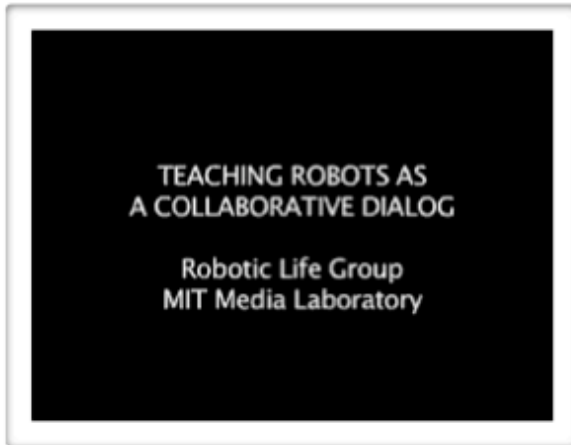 TEACHING ROBOTS AS
A COLLABORATIVE DIALOG
Robotic Life Group
MIT Media Laboratory